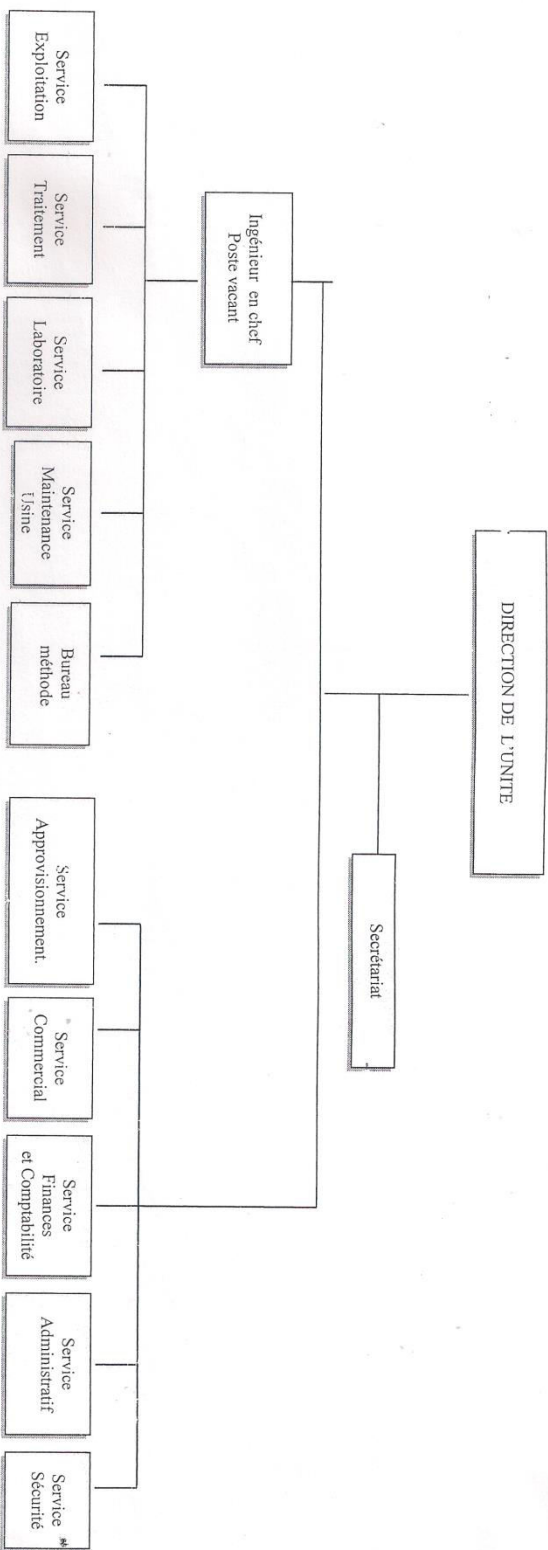 DIRECTION DE L'UNITE
Secrétariat
Ingénieur en chef
Poste vacant
Service
Exploitation
Service
Traitement
Service
Laboratoire
Service
Maintenance
Usine
Bureau
méthode
Service
Approvisionnement.
Service
Commercial
Service
Finances
et Comptabilité
Service
Administratif
Service
Sécurité